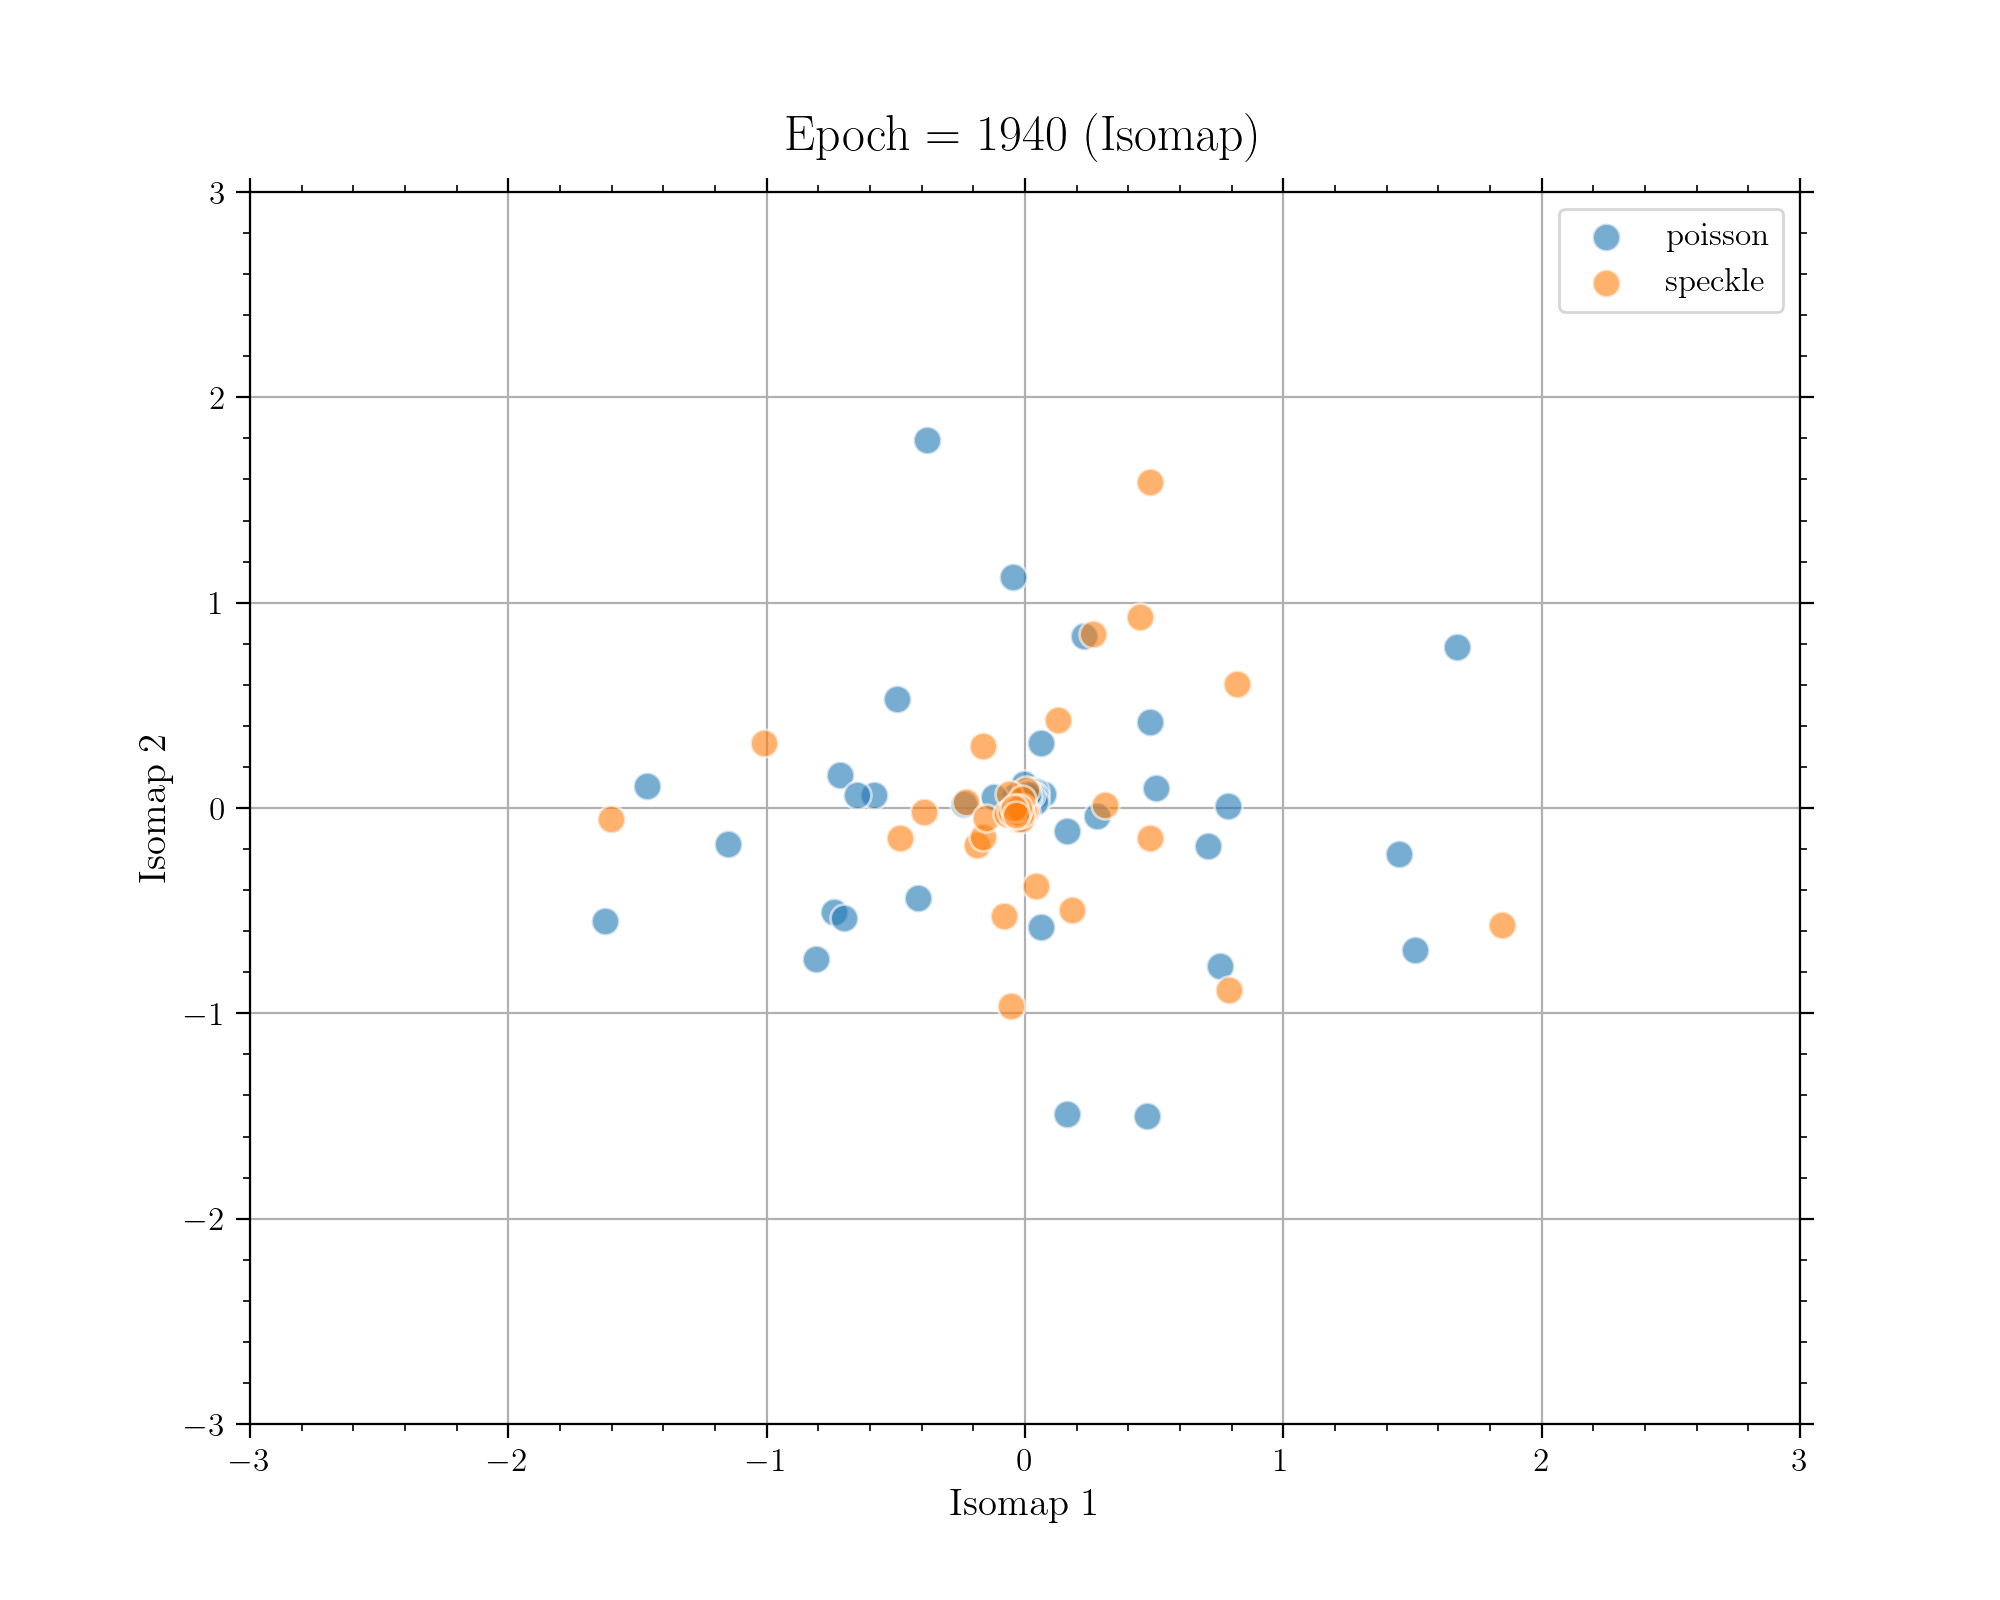 Epoch = 1940 (Isomap)
poisson
speckle
3
2
1
0
−1
−2
−3
Isomap 2
−3 −2 −1 0 1 2 3
Isomap 1